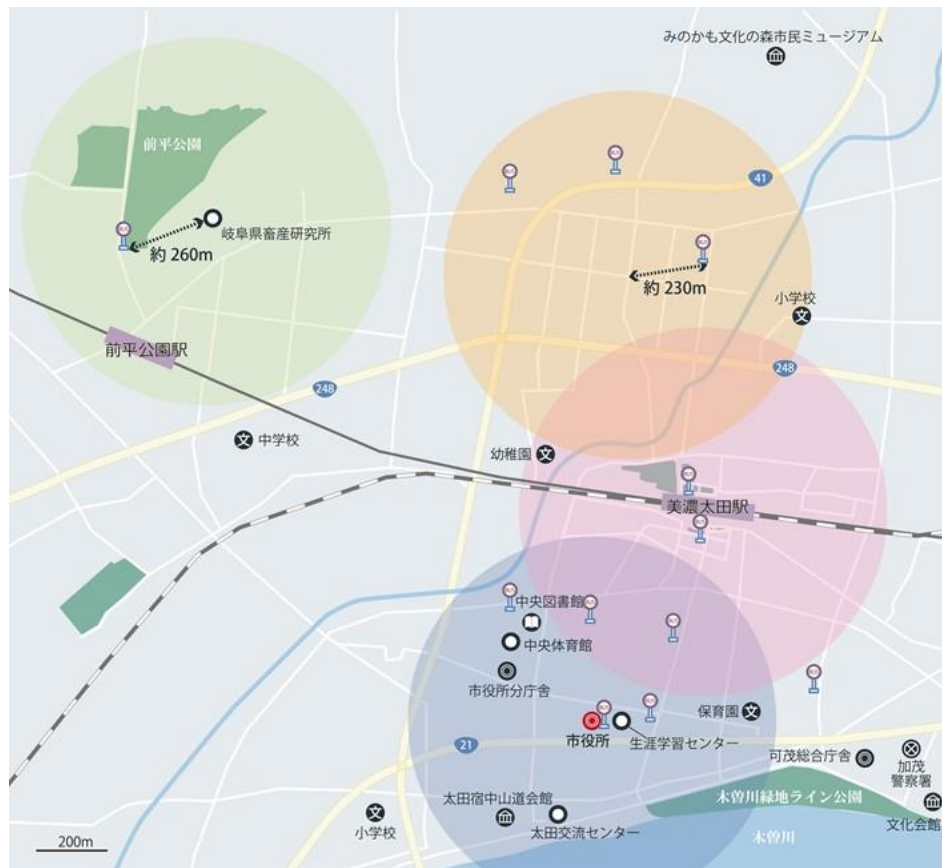 みのかも文化の森市民ミュージアム
前平公園
41
岐阜県畜産研究所
約 260m
約 230m
小学校
文
前平公園駅
248
248
文
中学校
幼稚園
文
美濃太田駅
中央図書館
中央体育館
市役所分庁舎
保育園
文
市役所
生涯学習センター
21
可茂総合庁舎
加茂
警察署
太田宿中山道会館
木曽川緑地ライン公園
文
小学校
太田交流センター
文化会館
木曽川
200m